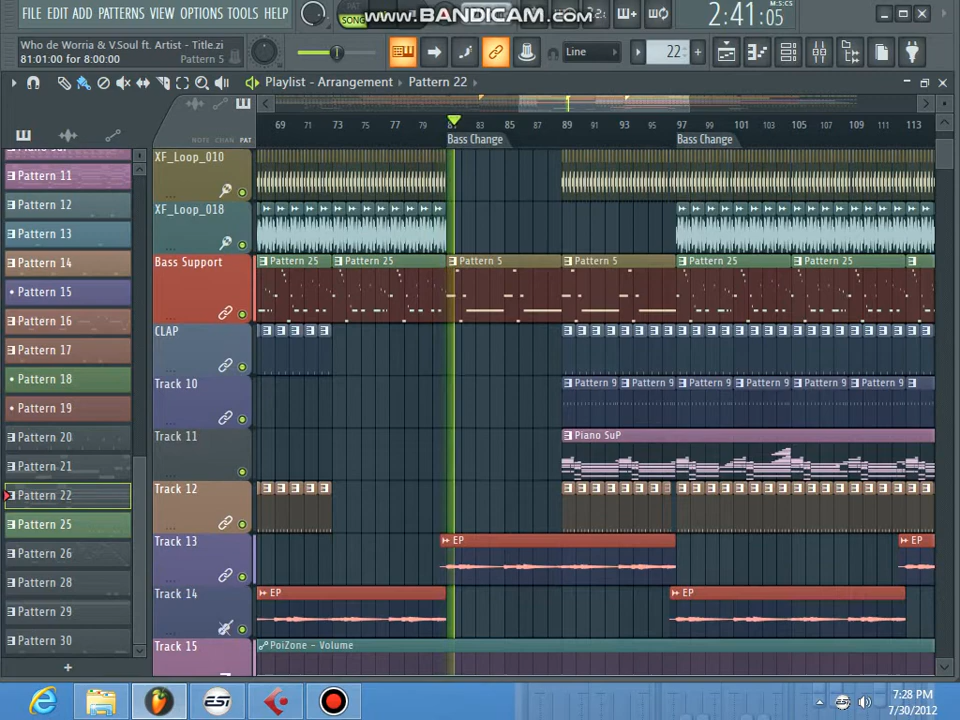 FILE EDIT ADD PATTERNS VIEW OPTIONS TOOLS HELP
PAT
SONG
www.BANDICAM.com
M:S:CS
2:41:05
Who de Worria & V.Soul ft. Artist - Title.zi
81:01:00 for 8:00:00
Pattern 5
Line
22
Playlist - Arrangement
Pattern 22
NOTE CHAN PAT
69 71 73 75 77 79 81 83 85 87 89 91 93 95 97 99 101 103 105 107 109 111 113
Bass Change
Bass Change
Pattern 11
Pattern 12
Pattern 13
Pattern 14
Pattern 15
Pattern 16
Pattern 17
Pattern 18
Pattern 19
Pattern 20
Pattern 21
Pattern 22
Pattern 25
Pattern 26
Pattern 28
Pattern 29
Pattern 30
+
XF_Loop_010
XF_Loop_018
Bass Support
Pattern 25 Pattern 25 Pattern 5 Pattern 5 Pattern 25 Pattern 25
CLAP
Track 10
Pattern 9 Pattern 9 Pattern 9 Pattern 9 Pattern 9 Pattern 9
Track 11
Piano SuP
Track 12
Track 13
EP
EP
Track 14
EP
EP
Track 15
PoiZone - Volume
ESI
ESI
7:28 PM
7/30/2012